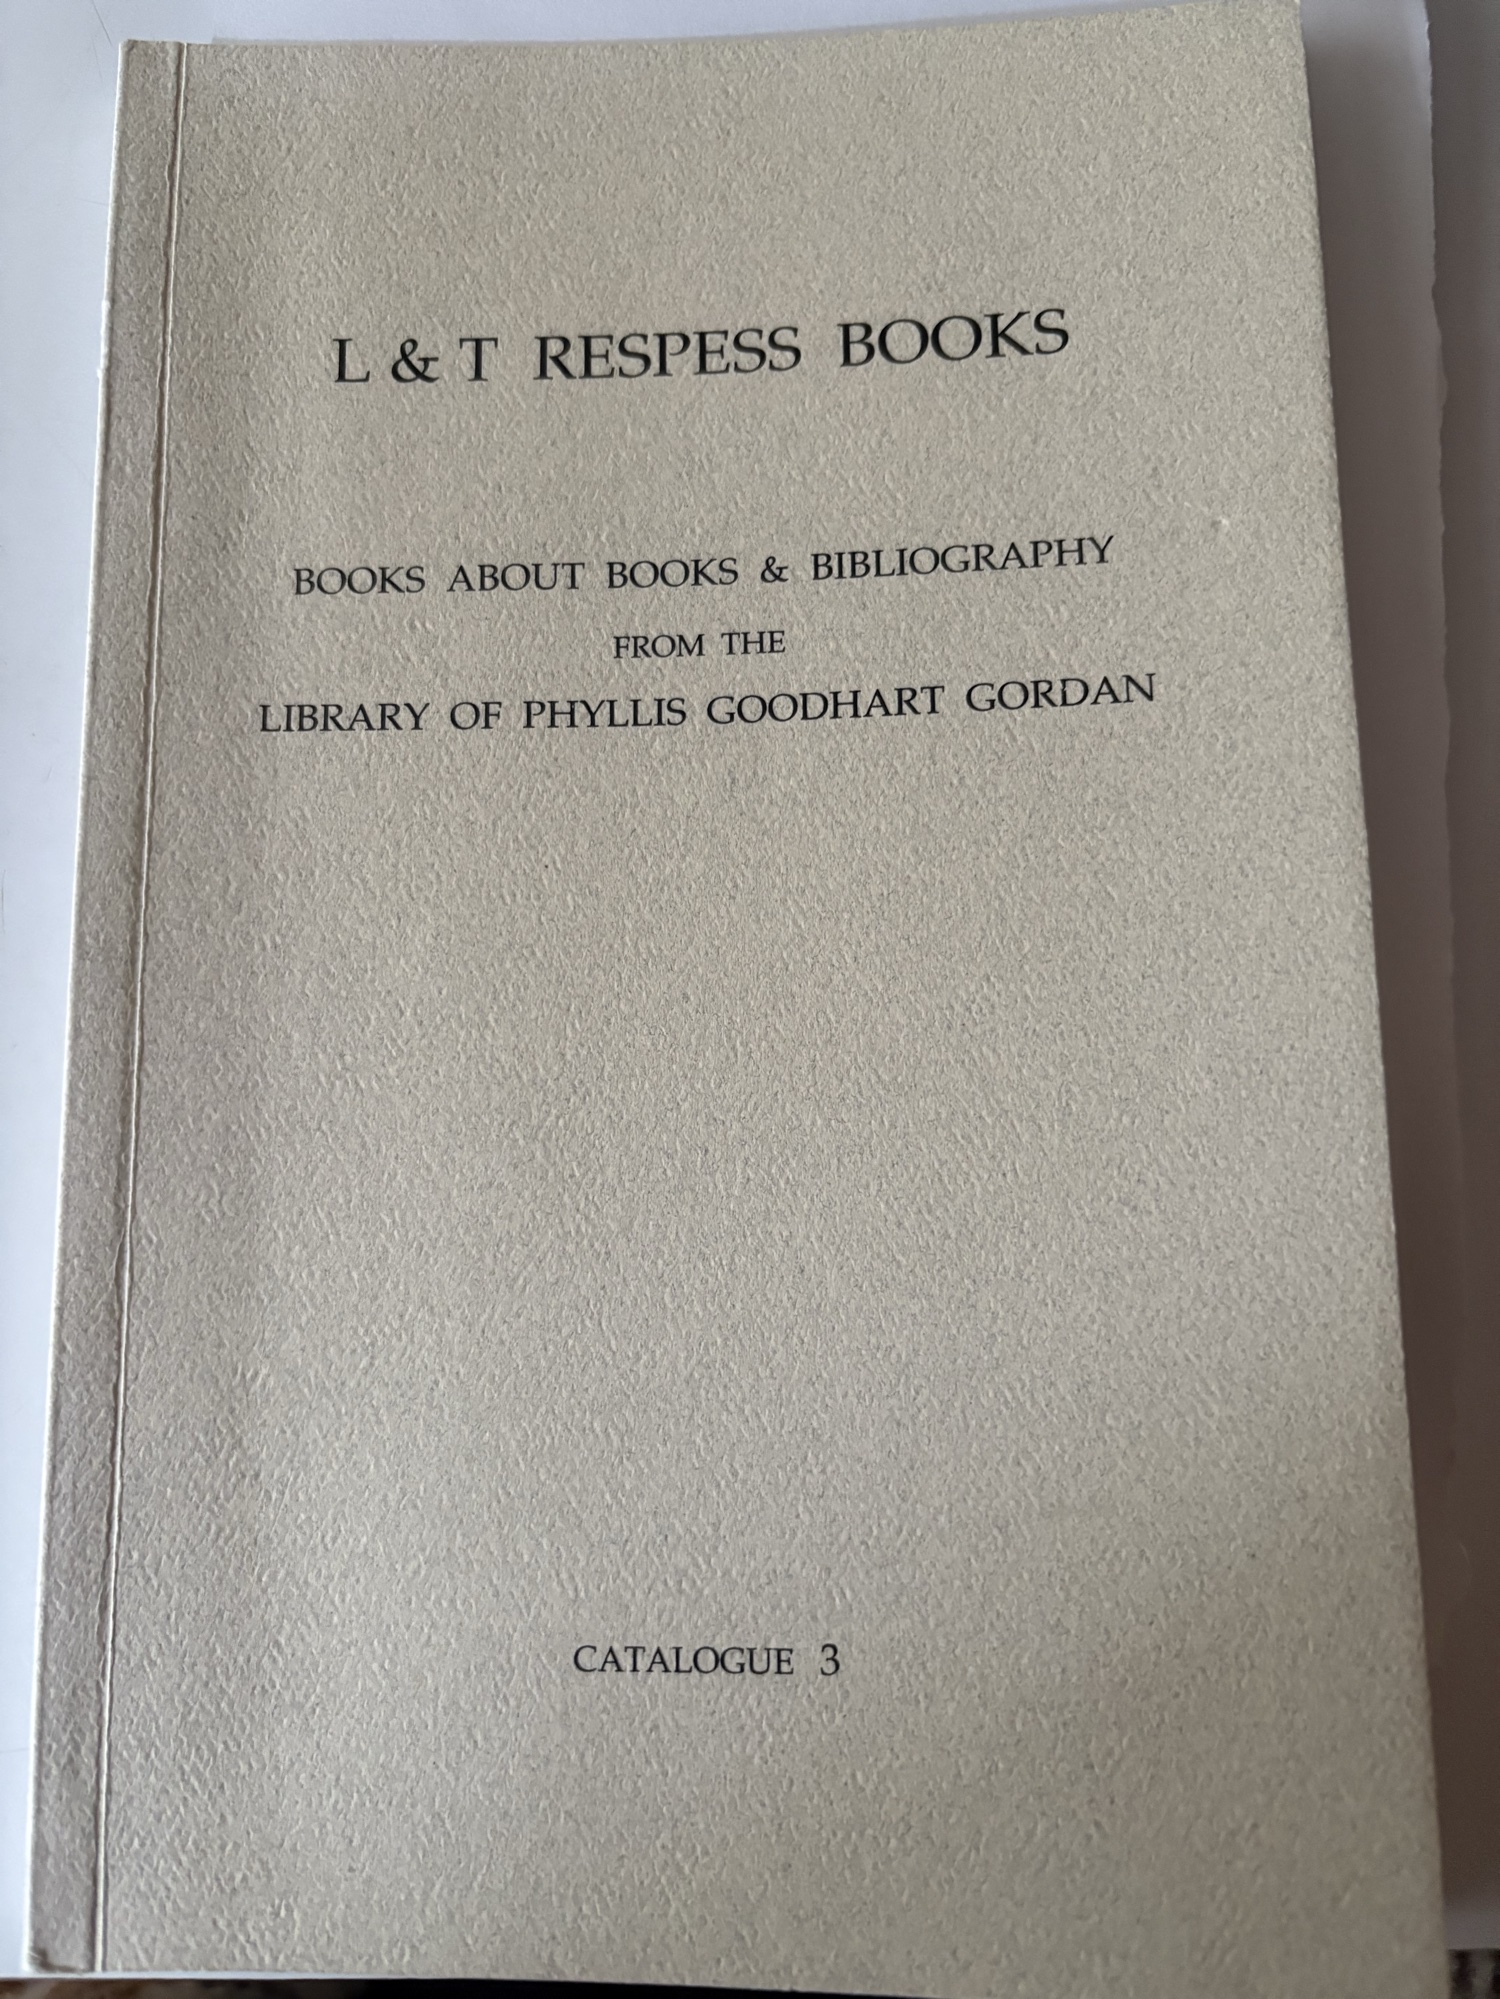 L & T RESPESS BOOKS
BOOKS ABOUT BOOKS & BIBLIOGRAPHY
FROM THE
LIBRARY OF PHYLLIS GOODHART GORDAN
CATALOGUE 3